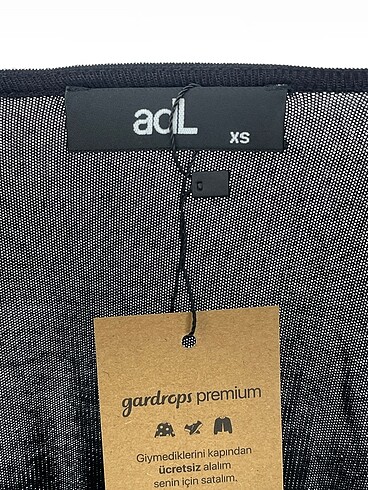 adL
XS
gardrops premium
Giymediklerini kapından
ücretsiz alalım
senin için satalım.